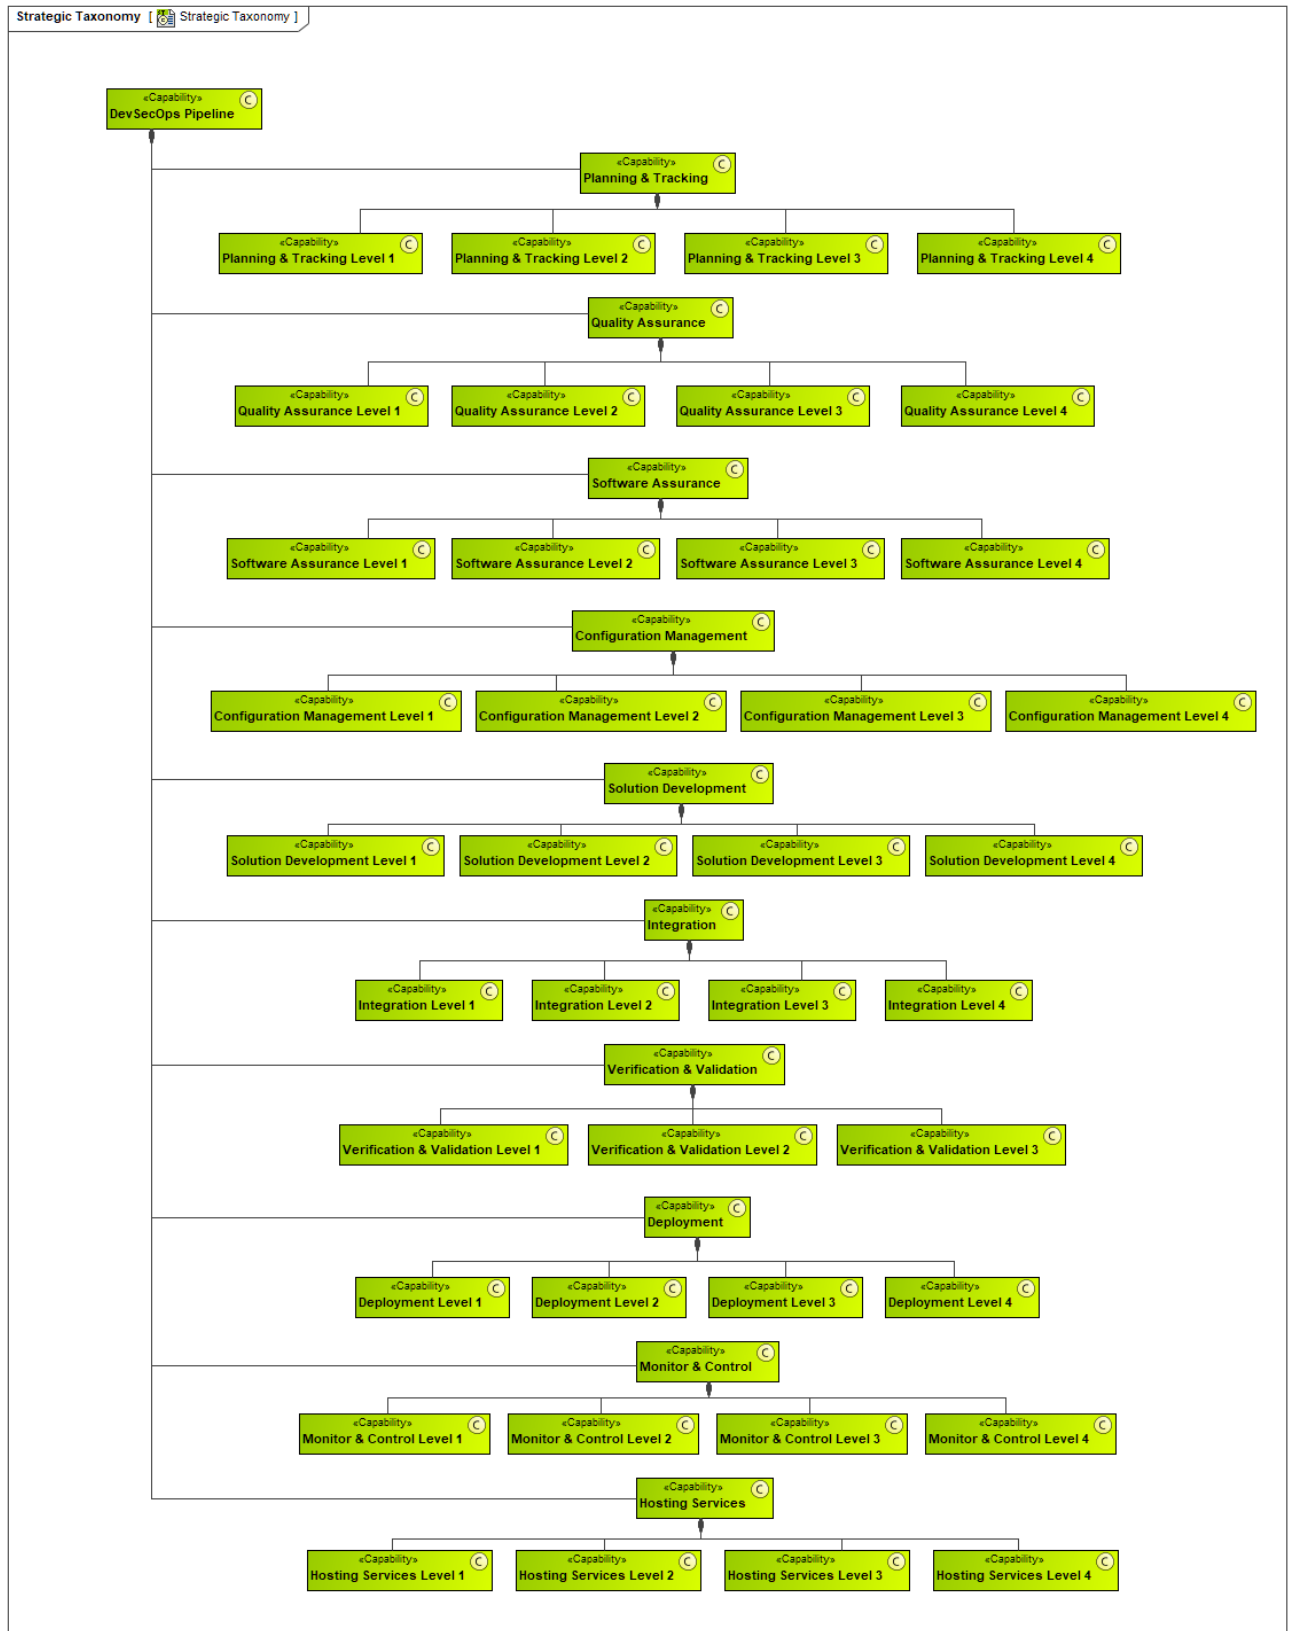 Strategic Taxonomy [ Strategic Taxonomy ]
«Capability» C
DevSecOps Pipeline
«Capability» C
Planning & Tracking
«Capability» C «Capability» C «Capability» C «Capability» C
Planning & Tracking Level 1 Planning & Tracking Level 2 Planning & Tracking Level 3 Planning & Tracking Level 4
«Capability» C
Quality Assurance
«Capability» C «Capability» C «Capability» C «Capability» C
Quality Assurance Level 1 Quality Assurance Level 2 Quality Assurance Level 3 Quality Assurance Level 4
«Capability» C
Software Assurance
«Capability» C «Capability» C «Capability» C «Capability» C
Software Assurance Level 1 Software Assurance Level 2 Software Assurance Level 3 Software Assurance Level 4
«Capability» C
Configuration Management
«Capability» C «Capability» C «Capability» C «Capability» C
Configuration Management Level 1 Configuration Management Level 2 Configuration Management Level 3 Configuration Management Level 4
«Capability» C
Solution Development
«Capability» C «Capability» C «Capability» C «Capability» C
Solution Development Level 1 Solution Development Level 2 Solution Development Level 3 Solution Development Level 4
«Capability» C
Integration
«Capability» C «Capability» C «Capability» C «Capability» C
Integration Level 1 Integration Level 2 Integration Level 3 Integration Level 4
«Capability» C
Verification & Validation
«Capability» C «Capability» C «Capability» C
Verification & Validation Level 1 Verification & Validation Level 2 Verification & Validation Level 3
«Capability» C
Deployment
«Capability» C «Capability» C «Capability» C «Capability» C
Deployment Level 1 Deployment Level 2 Deployment Level 3 Deployment Level 4
«Capability» C
Monitor & Control
«Capability» C «Capability» C «Capability» C «Capability» C
Monitor & Control Level 1 Monitor & Control Level 2 Monitor & Control Level 3 Monitor & Control Level 4
«Capability» C
Hosting Services
«Capability» C «Capability» C «Capability» C «Capability» C
Hosting Services Level 1 Hosting Services Level 2 Hosting Services Level 3 Hosting Services Level 4